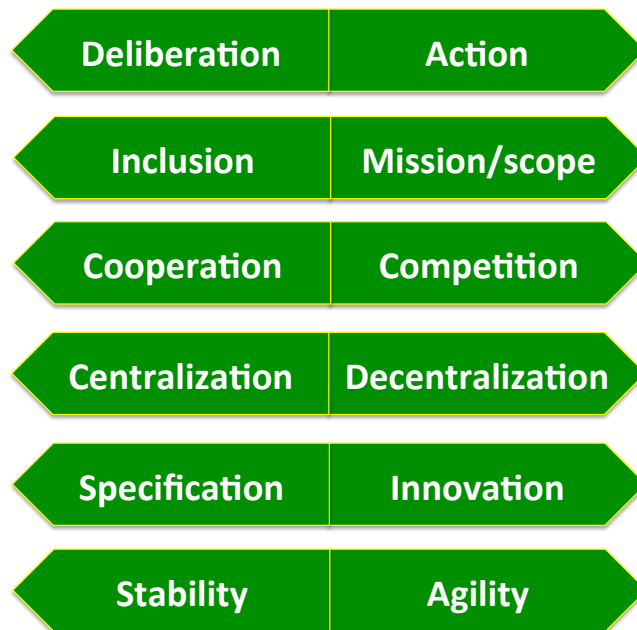 Deliberation Action
Inclusion Mission/scope
Cooperation Competition
Centralization Decentralization
Specification Innovation
Stability Agility